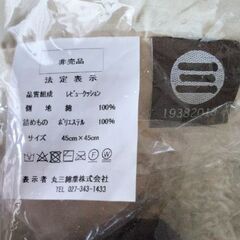 非売品
法定表示
品質組成 レビュークッション
側地 綿 100%
詰めもの ポリエステル 100%
サイズ 45cm×45cm
表示者 丸三綿業株式会社
TEL. 027-343-1433